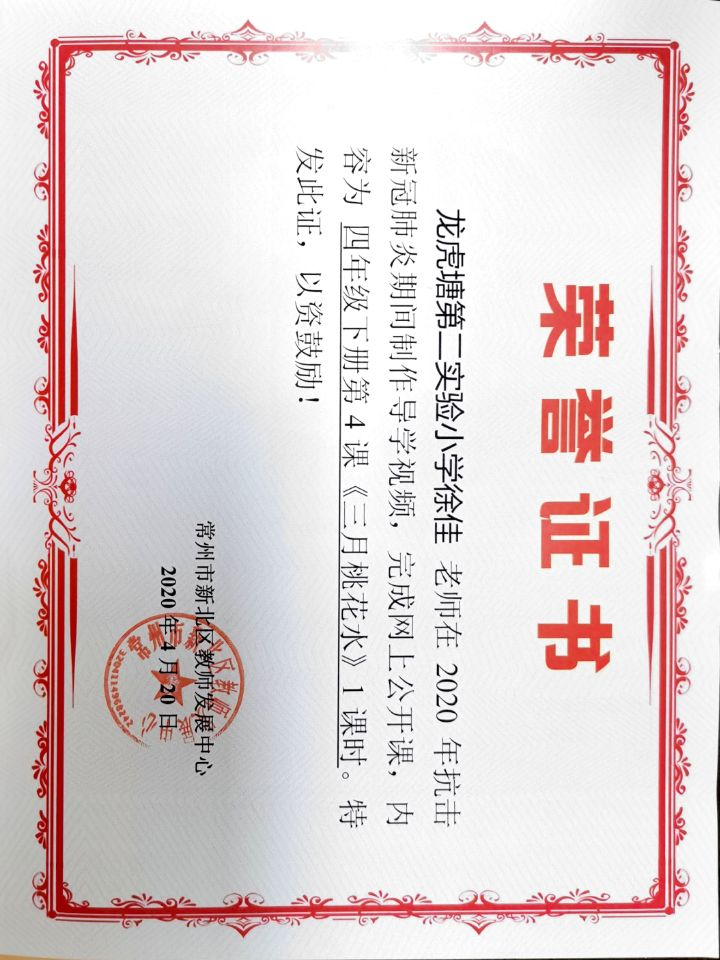 荣誉证书
龙虎塘第二实验小学徐佳 老师在 2020 年抗击
新冠肺炎期间制作导学视频，完成网上公开课，内
容为 四年级下册第 4 课《三月桃花水》1 课时。特
发此证，以资鼓励！
常州市新北区教师发展中心
2020 年 4 月 20 日